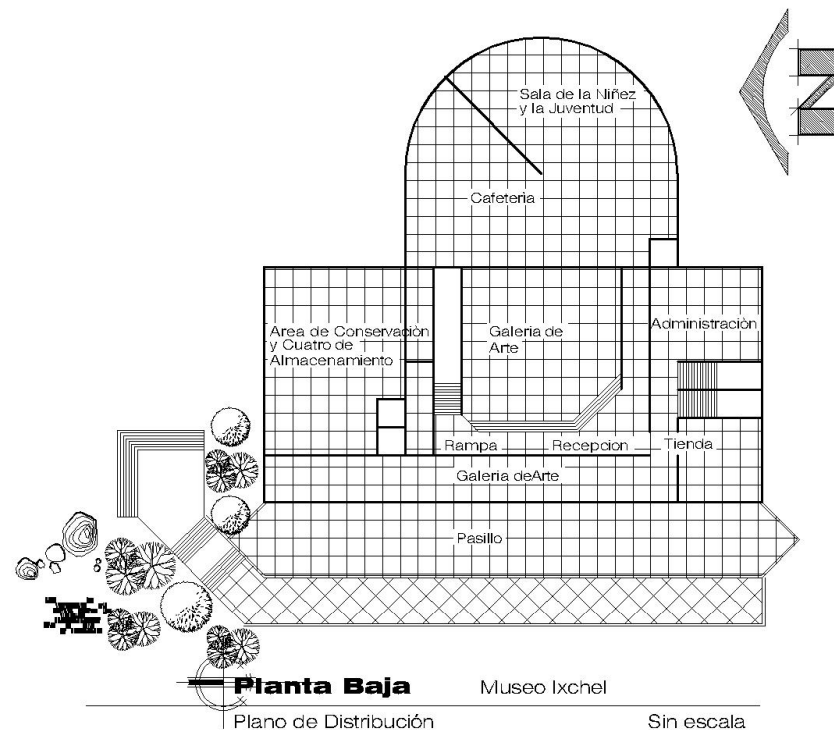 Sala de la Niñez
y la Juventud
N
Cafeteria
Area de Conservaciòn
y Cuatro de
Almacenamiento
Galeria de
Arte
Administraciòn
Rampa
Recepcion
Tienda
Galeria deArte
Pasillo
Planta Baja
Museo Ixchel
Plano de Distribución
Sin escala